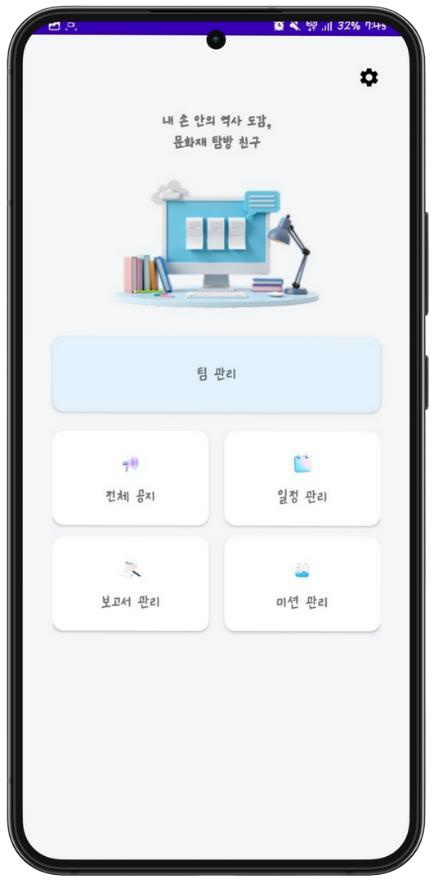 32% 7:45
내 손 안의 역사 도감,
문화재 탐방 친구
팀 관리
전체 공지
일정 관리
보고서 관리
미션 관리